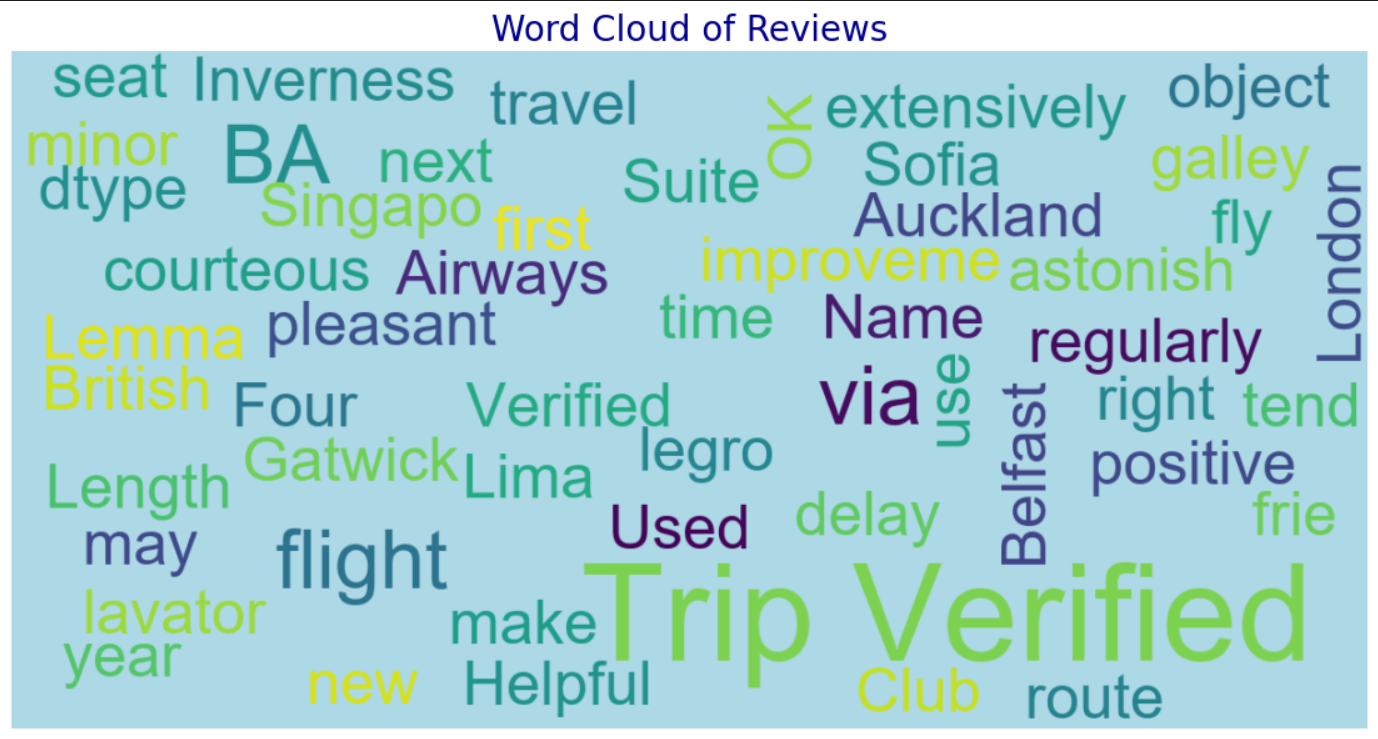 Word Cloud of Reviews
seat Inverness travel OK extensively object
minor BA next Suite Sofia galley
dtype Singapo first Auckland fly London
courteous Airways improveme astonish
Lemma pleasant time Name regularly
British Four Verified via use Belfast right tend
Gatwick Lima legro positive
Length may flight Used delay frie
lavator make Trip Verified
year new Helpful Club route